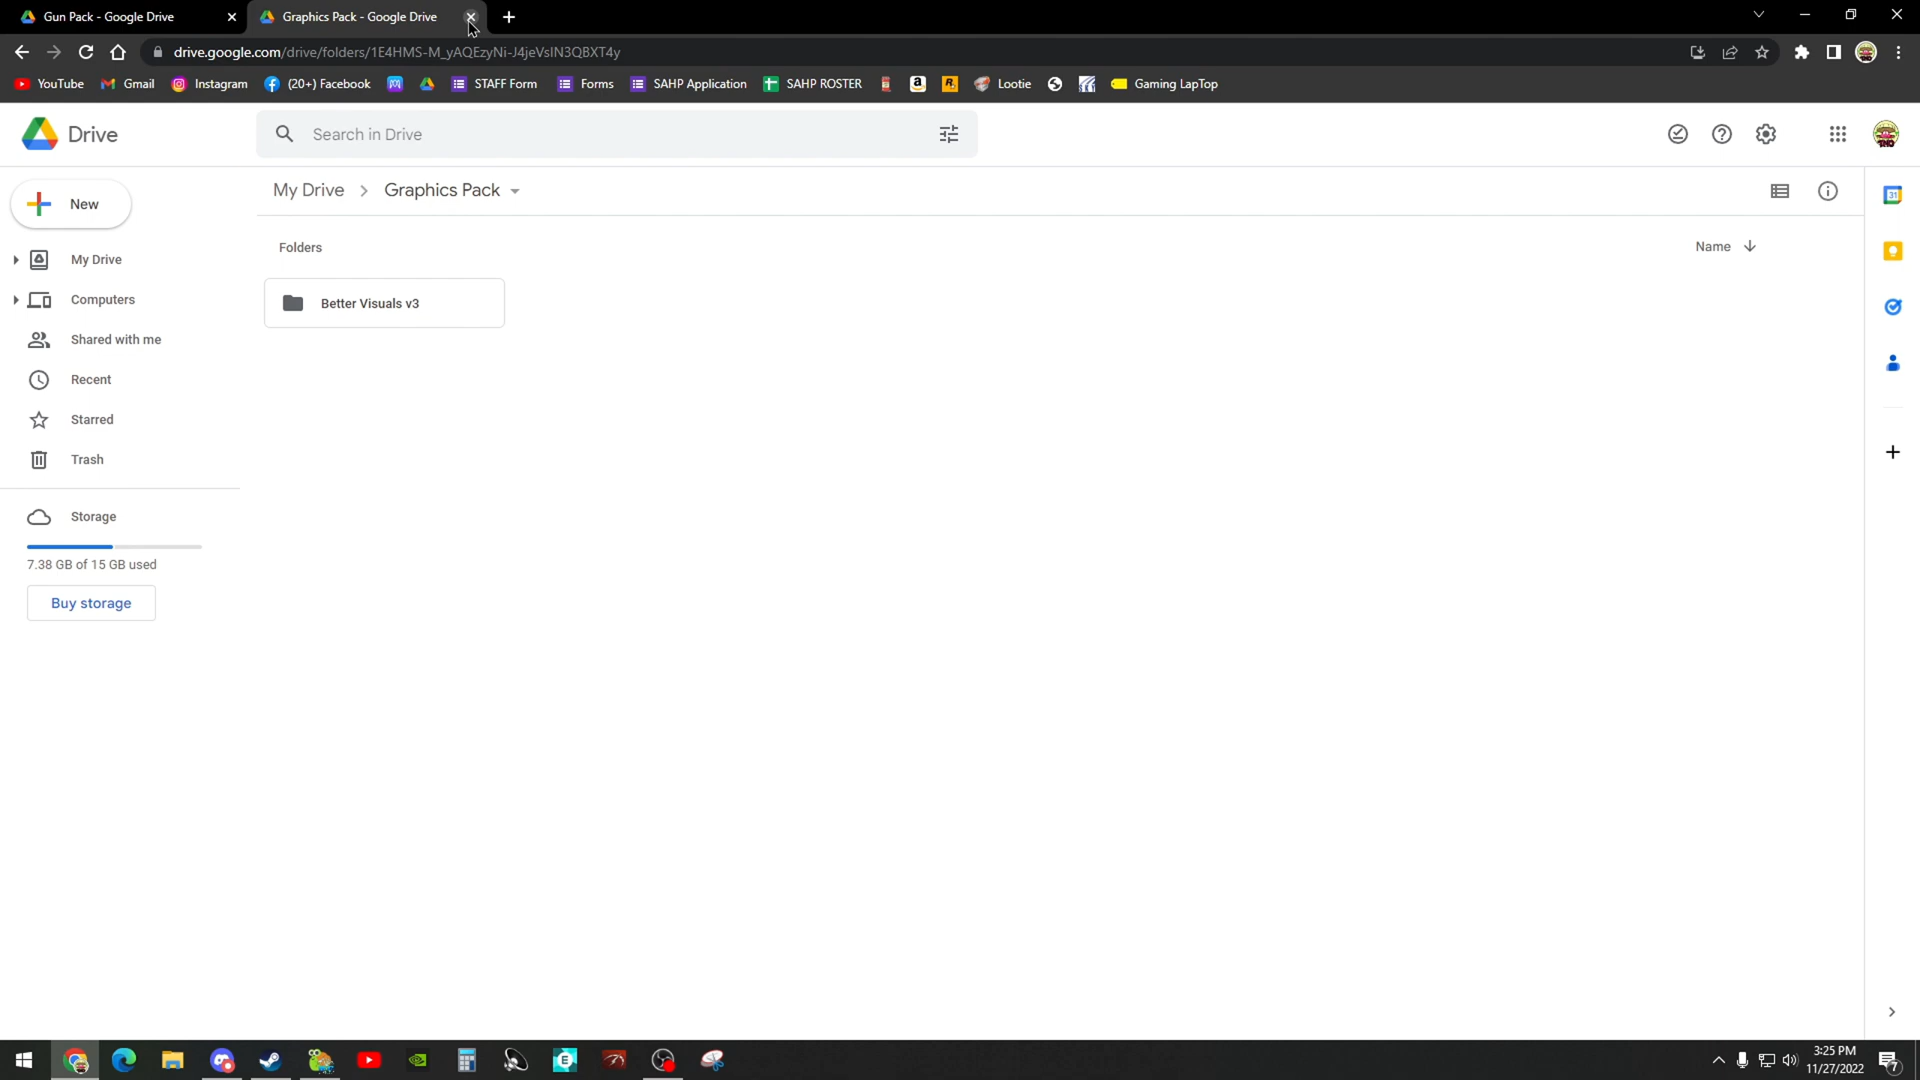 Gun Pack - Google Drive
Graphics Pack - Google Drive
drive.google.com/drive/folders/1E4HMS-M_yAQEzyNi-J4jeVsIN3QBXT4y
YouTube
Gmail
Instagram
(20+) Facebook
STAFF Form
Forms
SAHP Application
SAHP ROSTER
Lootie
Gaming LapTop
Drive
Search in Drive
New
My Drive
Graphics Pack
Folders
Name
Better Visuals v3
My Drive
Computers
Shared with me
Recent
Starred
Trash
Storage
7.38 GB of 15 GB used
Buy storage
31
3:25 PM
11/27/2022
7